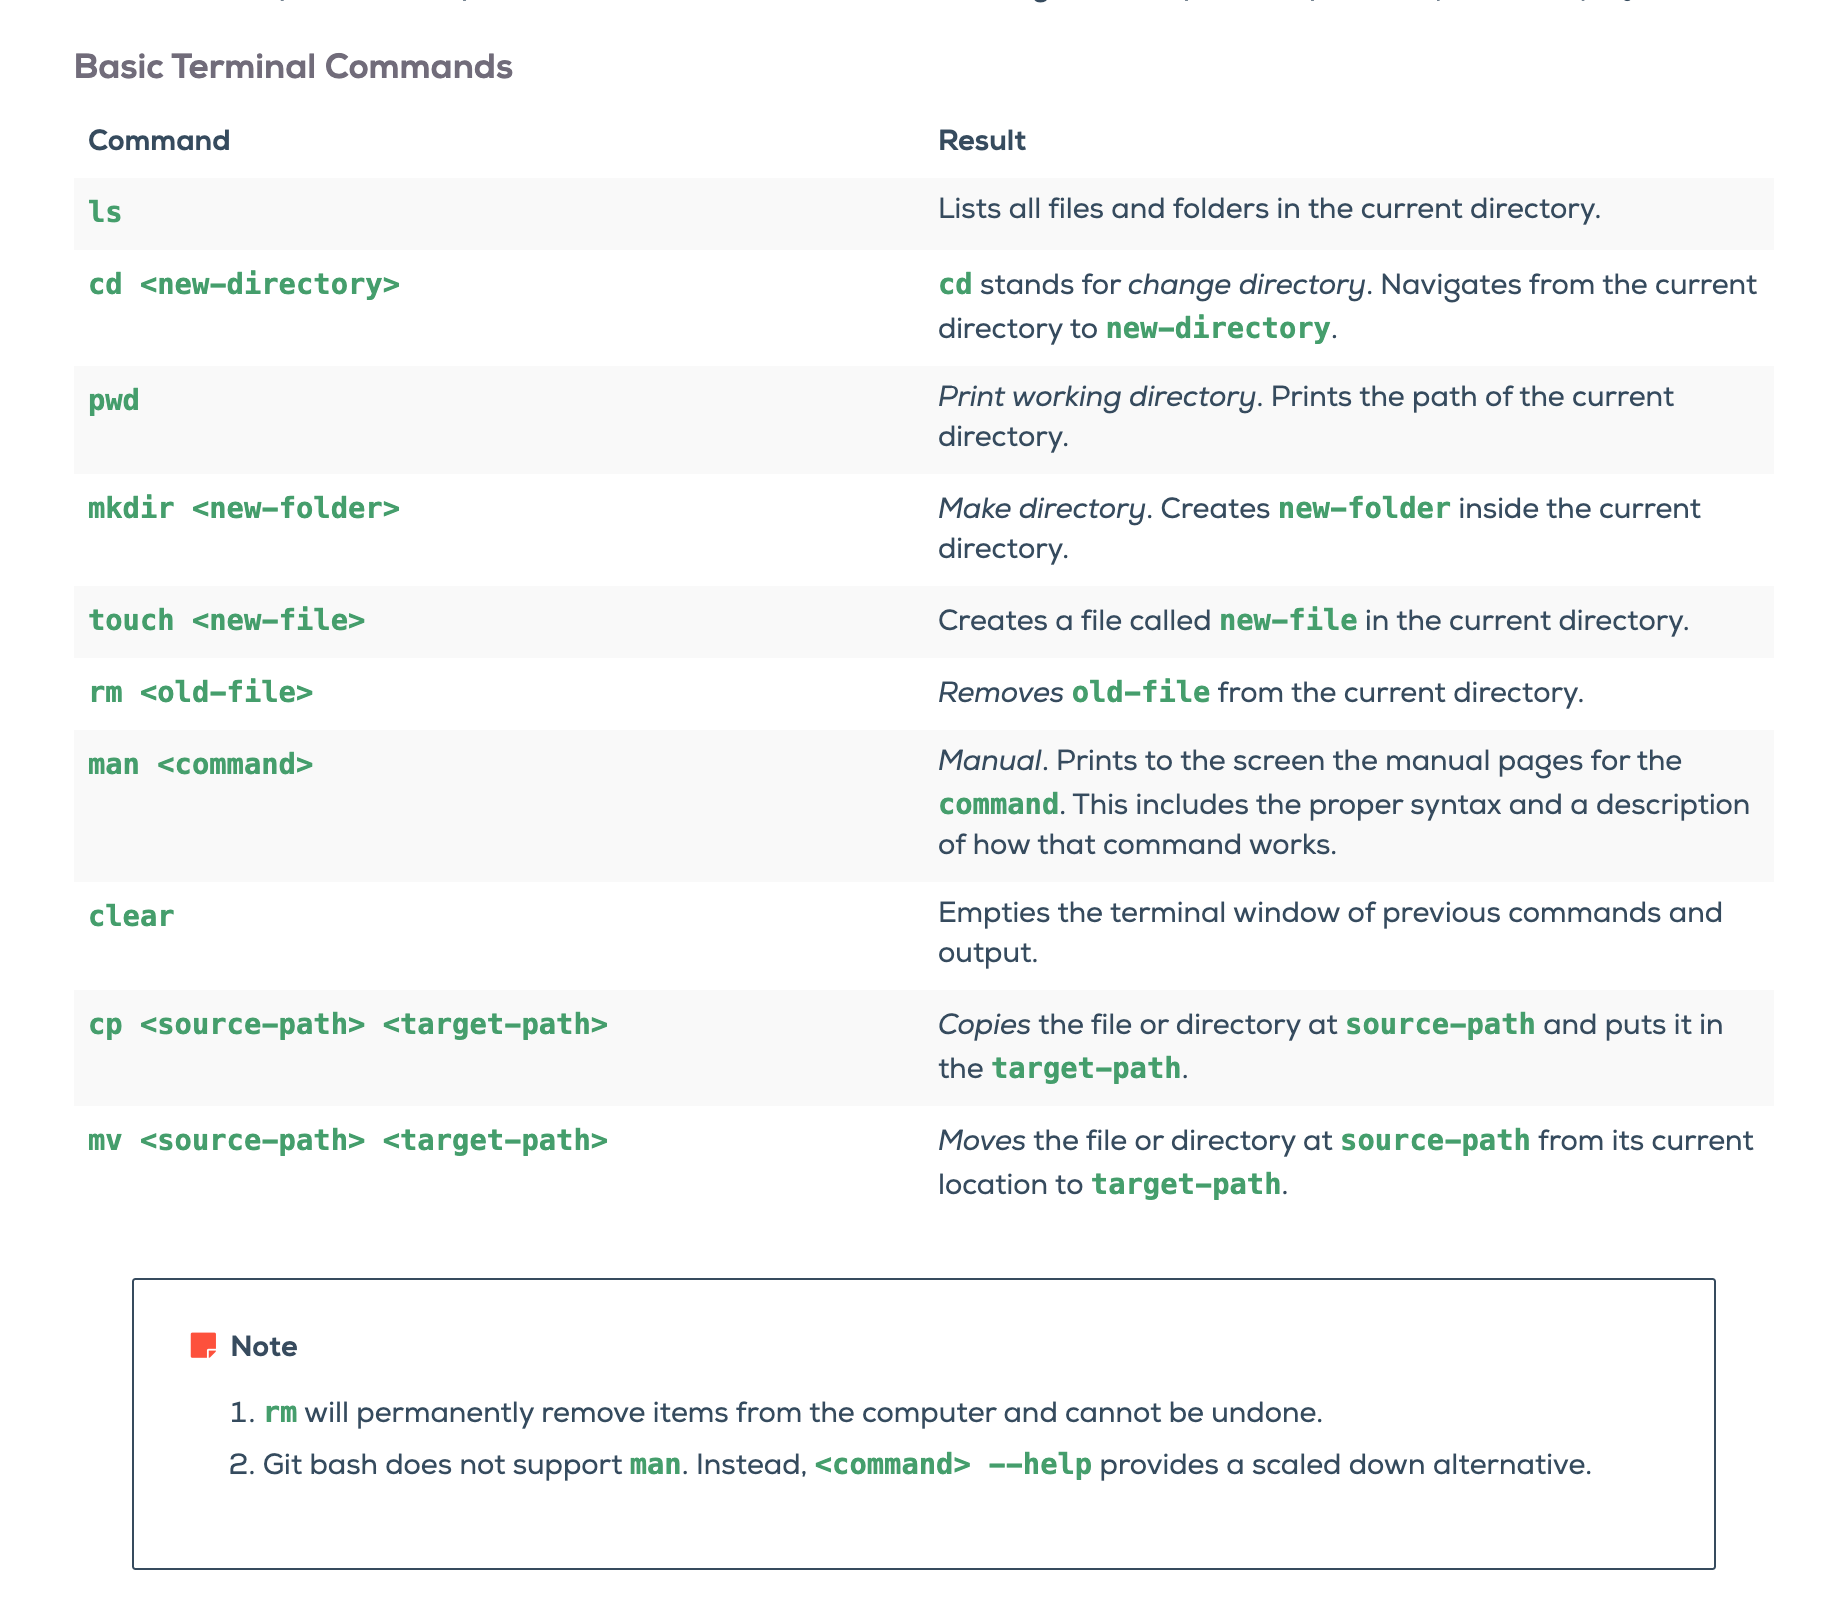 Basic Terminal Commands
Command Result
ls Lists all files and folders in the current directory.
cd <new-directory> cd stands for change directory. Navigates from the current
directory to new-directory.
pwd Print working directory. Prints the path of the current
directory.
mkdir <new-folder> Make directory. Creates new-folder inside the current
directory.
touch <new-file> Creates a file called new-file in the current directory.
rm <old-file> Removes old-file from the current directory.
man <command> Manual. Prints to the screen the manual pages for the
command. This includes the proper syntax and a description
of how that command works.
clear Empties the terminal window of previous commands and
output.
cp <source-path> <target-path> Copies the file or directory at source-path and puts it in
the target-path.
mv <source-path> <target-path> Moves the file or directory at source-path from its current
location to target-path.
Note
1. rm will permanently remove items from the computer and cannot be undone.
2. Git bash does not support man. Instead, <command> --help provides a scaled down alternative.